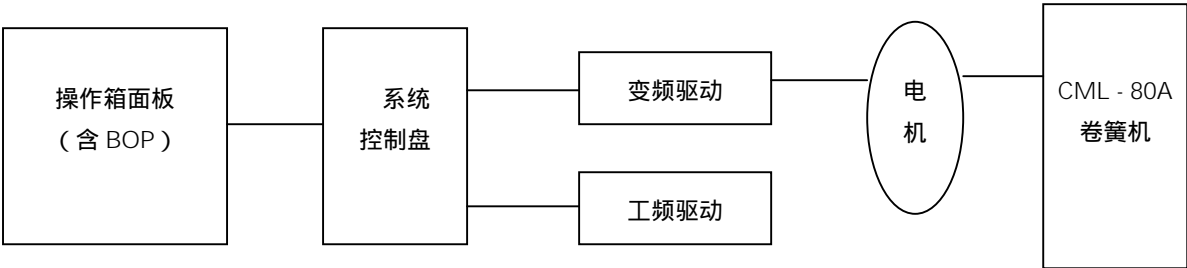 操作箱面板
（含 BOP）
系统
控制盘
变频驱动
工频驱动
电
机
CML - 80A
卷簧机